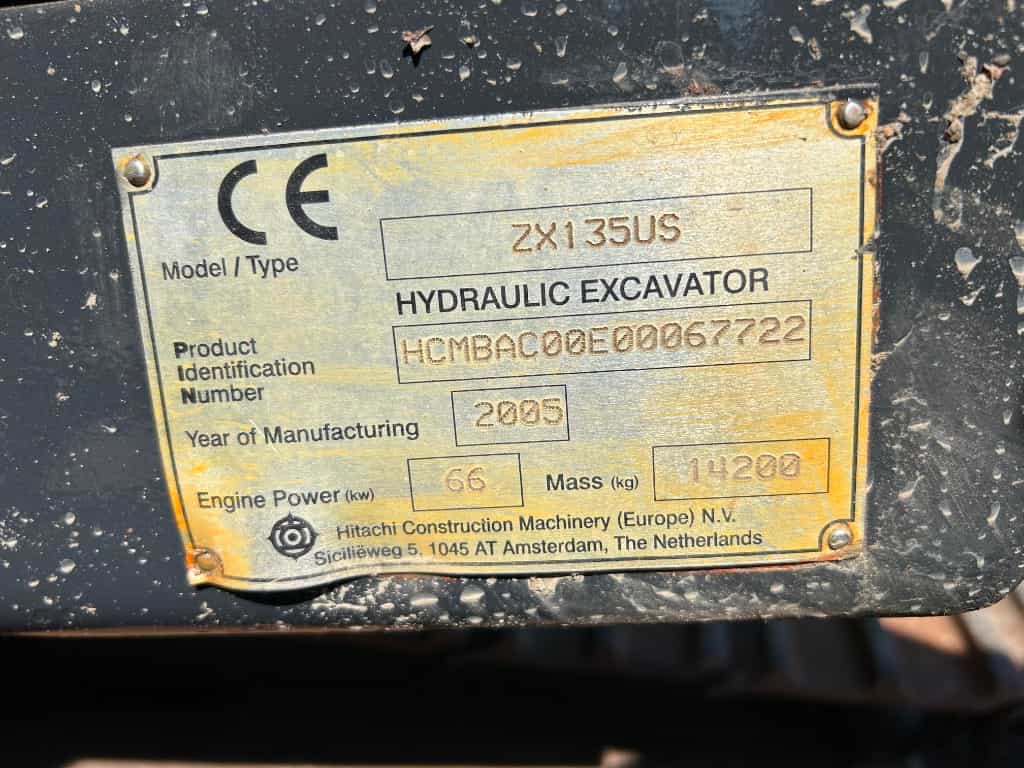 CE
ZX135US
Model / Type
HYDRAULIC EXCAVATOR
Product
Identification
Number
HCMBAC00E00067722
Year of Manufacturing 2005
Engine Power (kw) 66 Mass (kg) 14200
Hitachi Construction Machinery (Europe) N.V.
Siciliëweg 5, 1045 AT Amsterdam, The Netherlands